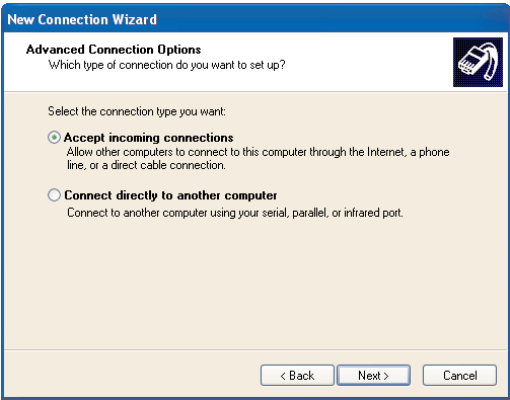 New Connection Wizard
Advanced Connection Options
Which type of connection do you want to set up?
Select the connection type you want:
Accept incoming connections
Allow other computers to connect to this computer through the Internet, a phone
line, or a direct cable connection.
Connect directly to another computer
Connect to another computer using your serial, parallel, or infrared port.
< Back Next > Cancel